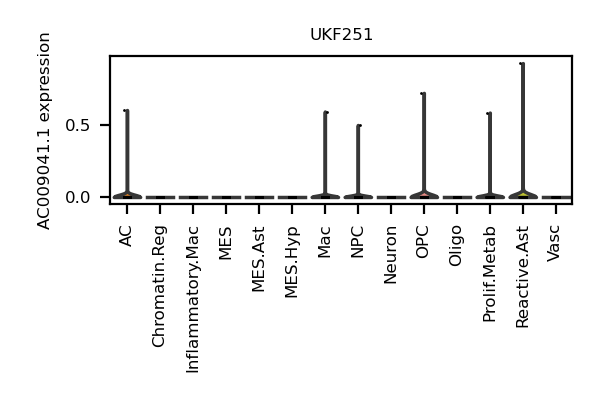 UKF251
AC009041.1 expression
0.5
0.0
AC
Chromatin.Reg
Inflammatory.Mac
MES
MES.Ast
MES.Hyp
Mac
NPC
Neuron
OPC
Oligo
Prolif.Metab
Reactive.Ast
Vasc